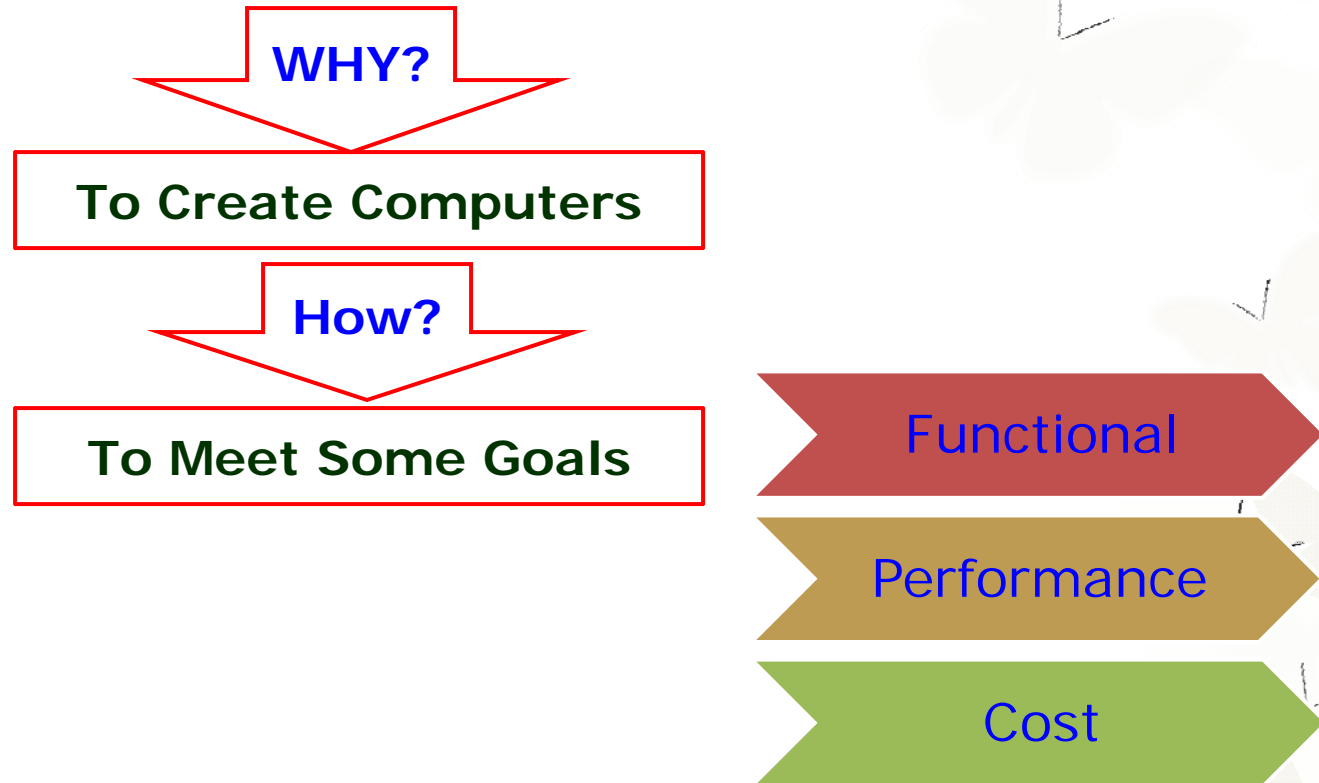 WHY?
To Create Computers
How?
To Meet Some Goals
Functional
Performance
Cost